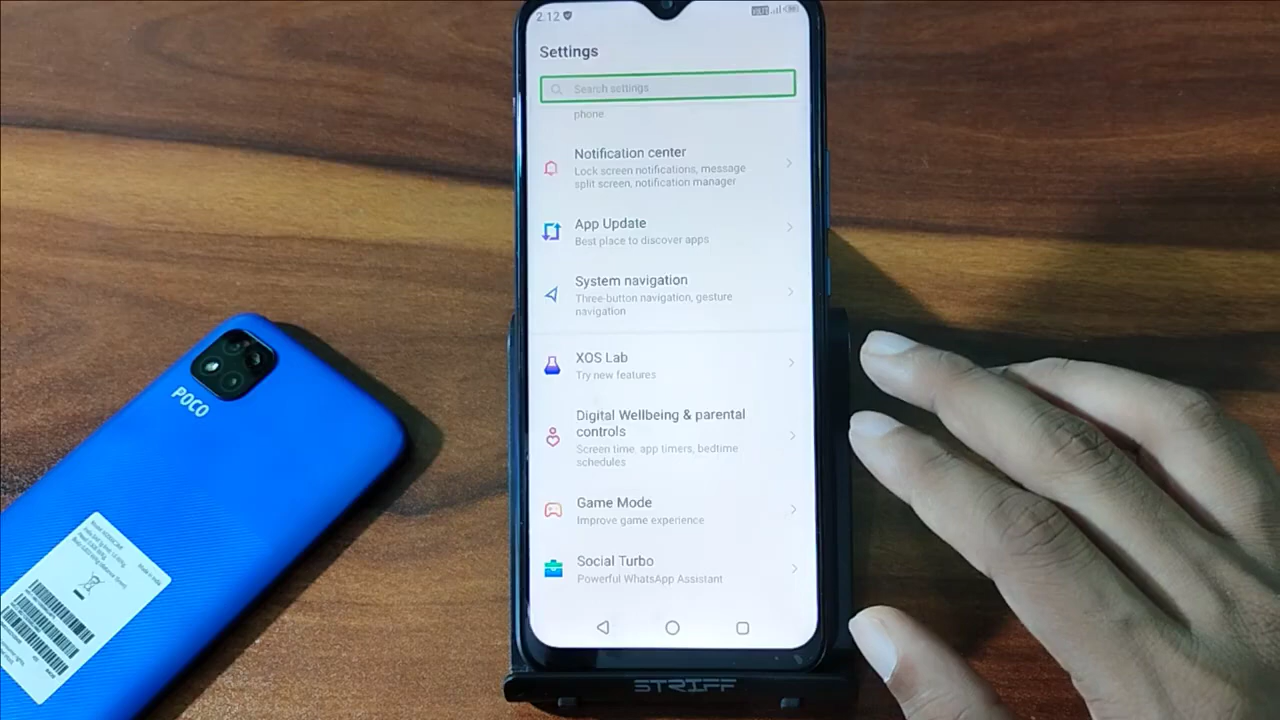 2.12
VoLTE
Settings
Search settings
phone
Notification center
Lock screen notifications, message
split screen, notification manager
App Update
Best place to discover apps
System navigation
Three-button navigation, gesture
navigation
XOS Lab
Try new features
Digital Wellbeing & parental
controls
Screen time, app timers, bedtime
schedules
Game Mode
Improve game experience
Social Turbo
Powerful WhatsApp Assistant
STRIFF
POCO
Made in India